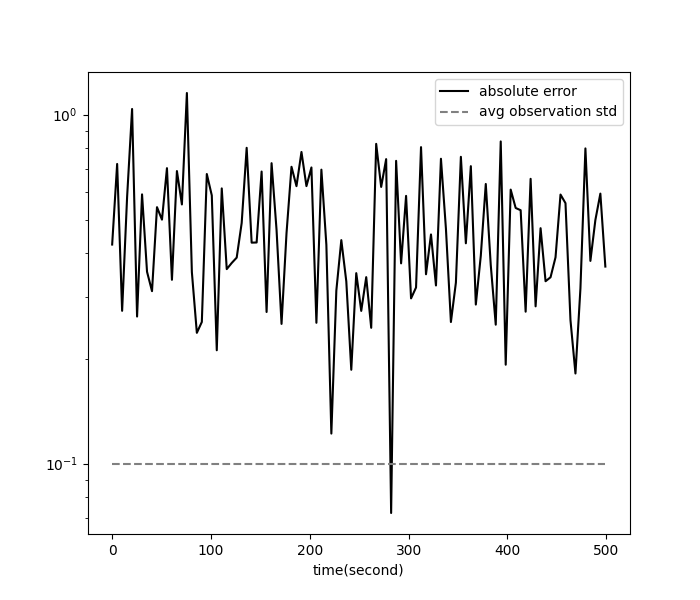 absolute error
avg observation std
10⁰
10⁻¹
0 100 200 300 400 500
time(second)